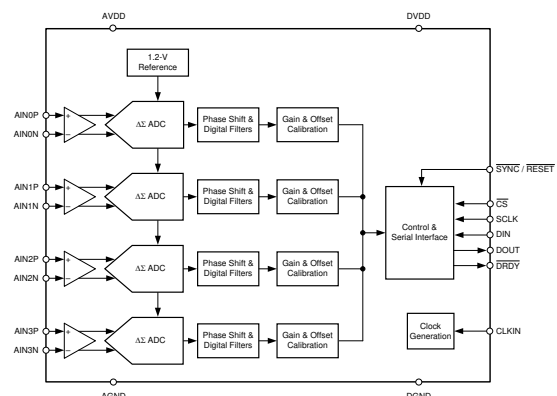 AVDD
DVDD
1.2-V
Reference
AIN0P
AIN0N
+
−
ΔΣ ADC
Phase Shift &
Digital Filters
Gain & Offset
Calibration
SYNC / RESET
AIN1P
AIN1N
+
−
ΔΣ ADC
Phase Shift &
Digital Filters
Gain & Offset
Calibration
Control &
Serial Interface
CS
SCLK
DIN
DOUT
DRDY
AIN2P
AIN2N
+
−
ΔΣ ADC
Phase Shift &
Digital Filters
Gain & Offset
Calibration
AIN3P
AIN3N
+
−
ΔΣ ADC
Phase Shift &
Digital Filters
Gain & Offset
Calibration
Clock
Generation
CLKIN
AGND
DGND